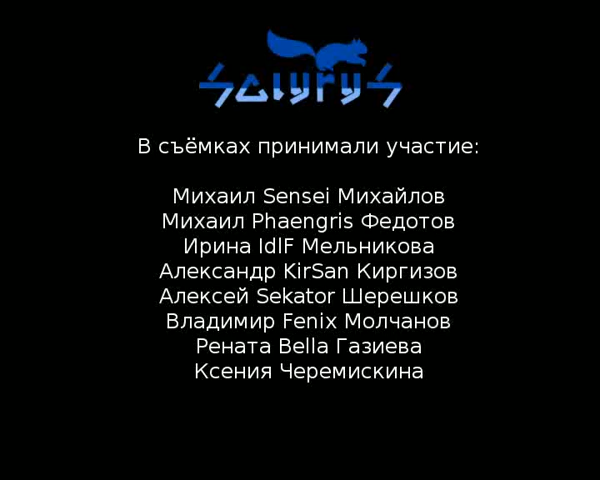 Sciyrys
В съёмках принимали участие:
Михаил Sensei Михайлов
Михаил Phaengris Федотов
Ирина IdlF Мельникова
Александр KirSan Киргизов
Алексей Sekator Шерешков
Владимир Fenix Молчанов
Рената Bella Газиева
Ксения Черемискина